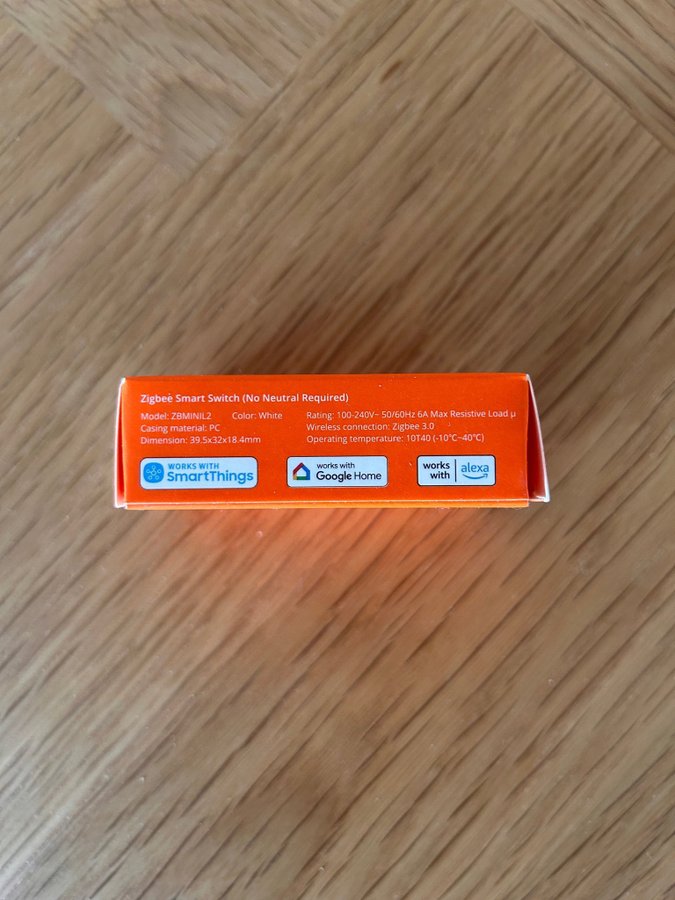 Zigbee Smart Switch (No Neutral Required)
Model: ZBMINIL2 Color: White
Casing material: PC
Dimension: 39.5x32x18.4mm
Rating: 100-240V~ 50/60Hz 6A Max Resistive Load μ
Wireless connection: Zigbee 3.0
Operating temperature: 10T40 (-10℃~40℃)
WORKS WITH
SmartThings
works with
Google Home
works
with
alexa